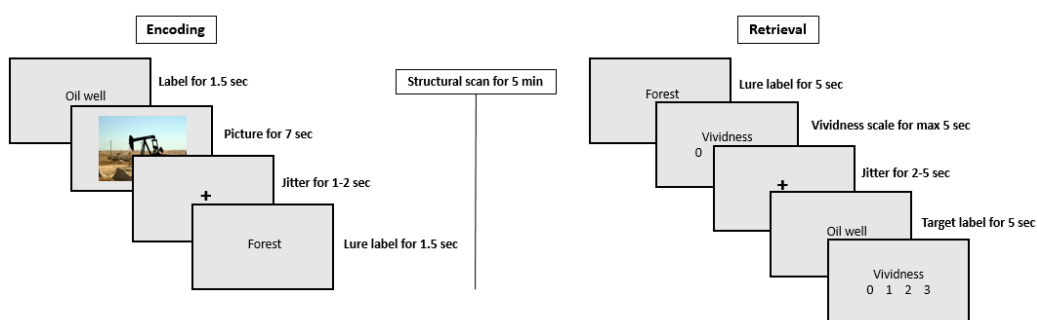 Encoding
Label for 1.5 sec
Oil well
Picture for 7 sec
+
Jitter for 1-2 sec
Forest
Lure label for 1.5 sec
Structural scan for 5 min
Retrieval
Forest
Lure label for 5 sec
Vividness
0
Vividness scale for max 5 sec
+
Jitter for 2-5 sec
Oil well
Target label for 5 sec
Vividness
0 1 2 3